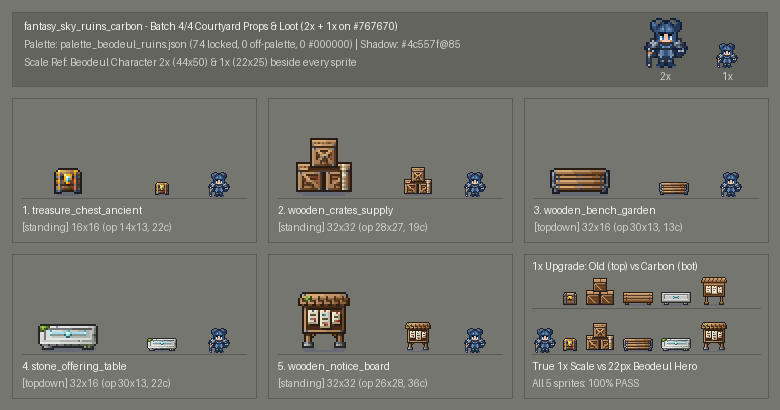 fantasy_sky_ruins_carbon - Batch 4/4 Courtyard Props & Loot (2x + 1x on #767670)
Palette: palette_beodeul_ruins.json (74 locked, 0 off-palette, 0 #000000) | Shadow: #4c557f@85
Scale Ref: Beodeul Character 2x (44x50) & 1x (22x25) beside every sprite
2x
1x
1. treasure_chest_ancient
[standing] 16x16 (op 14x13, 22c)
2. wooden_crates_supply
[standing] 32x32 (op 28x27, 19c)
3. wooden_bench_garden
[topdown] 32x16 (op 30x13, 13c)
4. stone_offering_table
[topdown] 32x16 (op 30x13, 22c)
5. wooden_notice_board
[standing] 32x32 (op 26x28, 36c)
1x Upgrade: Old (top) vs Carbon (bot)
True 1x Scale vs 22px Beodeul Hero
All 5 sprites: 100% PASS